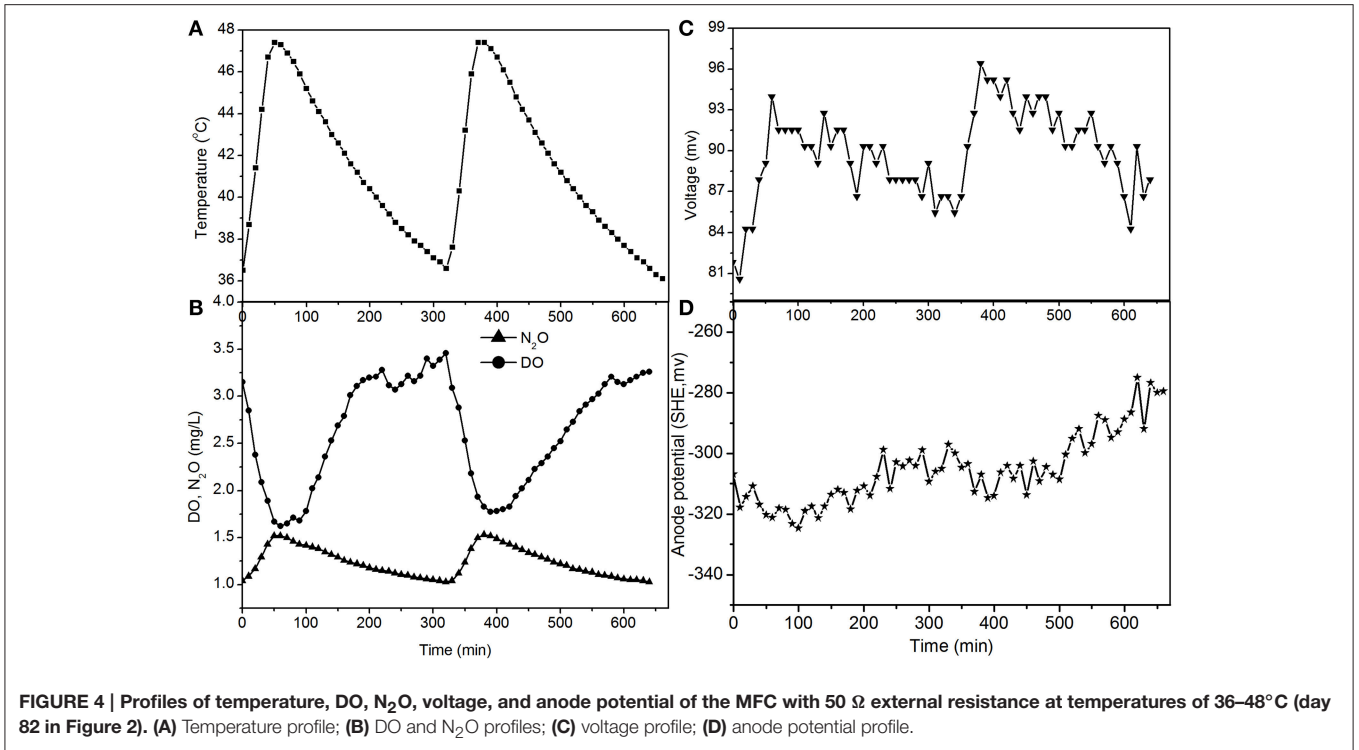 A
48
46
44
42
40
38
36
Temperature (°C)
0 100 200 300 400 500 600
B
4.0
3.5
3.0
2.5
2.0
1.5
1.0
DO, N₂O (mg/L)
N₂O
DO
0 100 200 300 400 500 600
Time (min)
C
99
96
93
90
87
84
81
Voltage (mv)
0 100 200 300 400 500 600
D
-260
-280
-300
-320
-340
Anode potential (SHE,mv)
0 100 200 300 400 500 600
Time (min)
FIGURE 4 | Profiles of temperature, DO, N₂O, voltage, and anode potential of the MFC with 50 Ω external resistance at temperatures of 36–48°C (day
82 in Figure 2). (A) Temperature profile; (B) DO and N₂O profiles; (C) voltage profile; (D) anode potential profile.